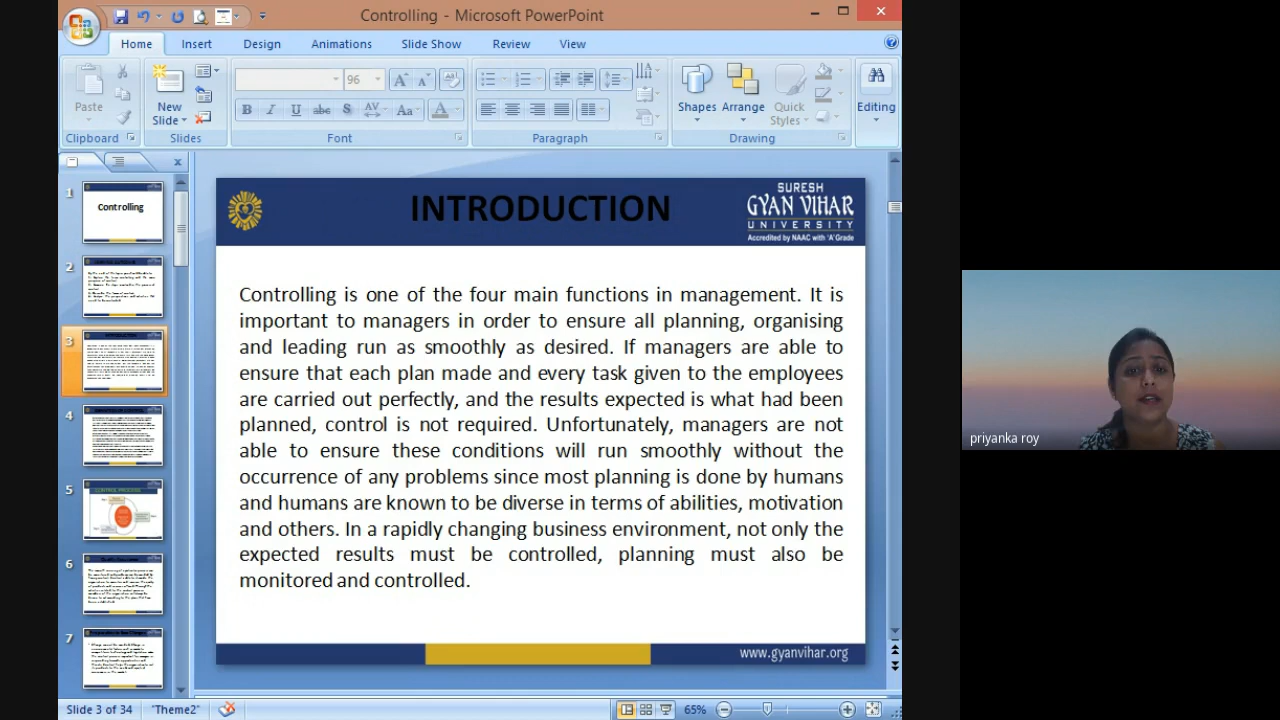 Controlling - Microsoft PowerPoint
Home Insert Design Animations Slide Show Review View
Paste
New
Slide
96
Shapes Arrange Quick
Styles
Editing
Clipboard Slides Font Paragraph Drawing
1
Controlling
2
3
4
5
6
7
INTRODUCTION
SURESH
GYAN VIHAR
UNIVERSITY
Accredited by NAAC with 'A' Grade
Controlling is one of the four main functions in management. It is
important to managers in order to ensure all planning, organising
and leading run as smoothly as desired. If managers are able to
ensure that each plan made and every task given to the employees
are carried out perfectly, and the results expected is what had been
planned, control is not required. Unfortunately, managers are not
able to ensure these conditions will run smoothly without the
occurrence of any problems since most planning is done by humans
and humans are known to be diverse in terms of abilities, motivation
and others. In a rapidly changing business environment, not only the
expected results must be controlled, planning must also be
monitored and controlled.
www.gyanvihar.org
priyanka roy
Slide 3 of 34 "Theme2" 65%